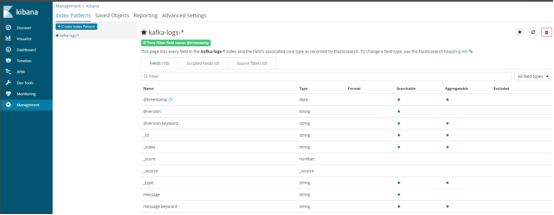 kibana
Discover
Visualize
Dashboard
Timelion
APM
Dev Tools
Monitoring
Management
Management / Kibana
Index Patterns Saved Objects Reporting Advanced Settings
Create Index Pattern
kafka-logs-*
kafka-logs-*
Time Filter field name: @timestamp
This page lists every field in the kafka-logs-* index and the field's associated core type as recorded by Elasticsearch. To change a field type, use the Elasticsearch Mapping API
Fields (10) Scripted fields (0) Source filters (0)
Filter All field types
Name Type Format Searchable Aggregatable Excluded
@timestamp date
@version string
@version.keyword string
_id string
_index string
_score number
_source _source
_type string
message string
message.keyword string